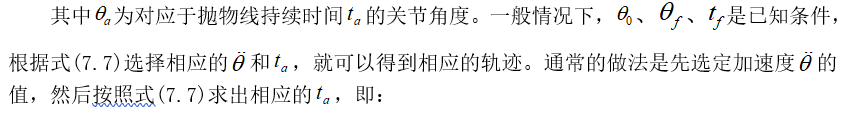 其中θₐ为对应于抛物线持续时间tₐ的关节角度。一般情况下，θ₀、θ_f、t_f是已知条件，
根据式(7.7)选择相应的θ̈和tₐ，就可以得到相应的轨迹。通常的做法是先选定加速度θ̈的
值，然后按照式(7.7)求出相应的tₐ，即：